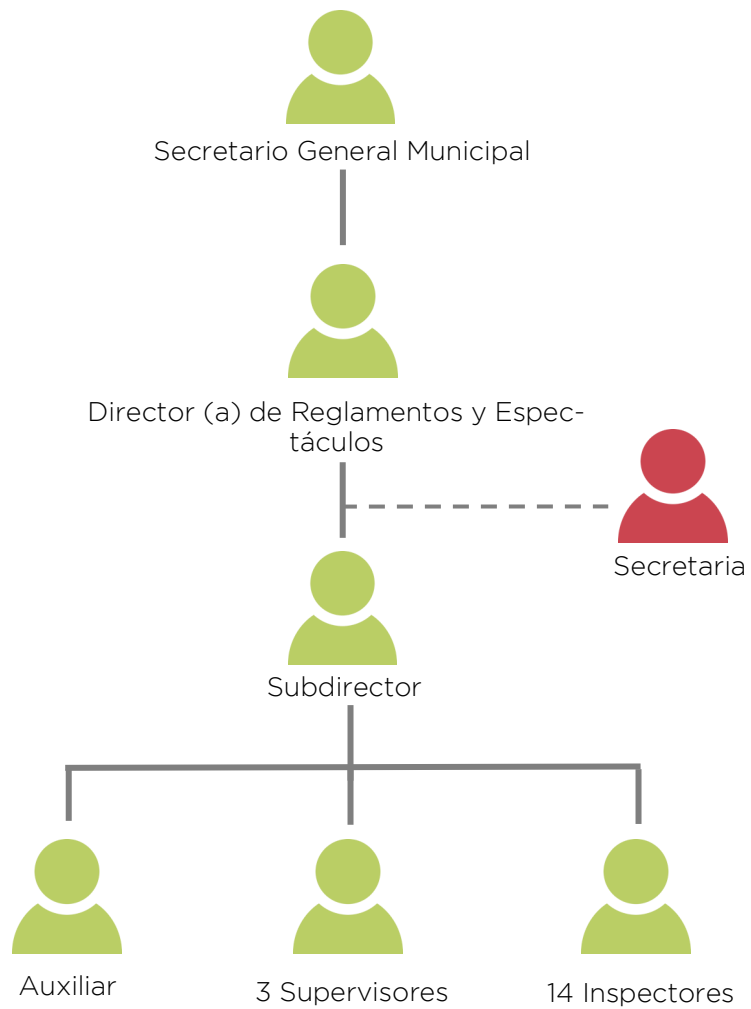 Secretario General Municipal
Director (a) de Reglamentos y Espec-
táculos
Secretaria
Subdirector
Auxiliar
3 Supervisores
14 Inspectores